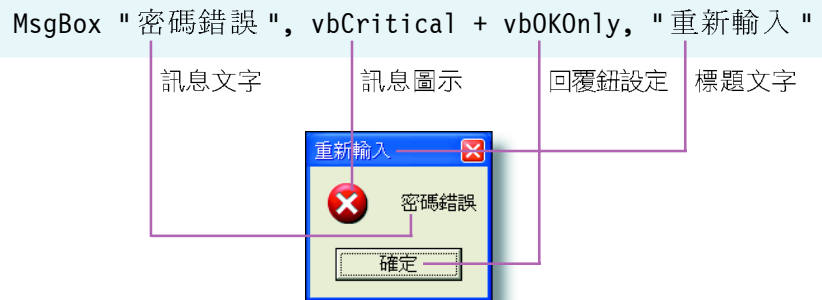 MsgBox "密碼錯誤", vbCritical + vbOKOnly, "重新輸入"
訊息文字 訊息圖示 回覆鈕設定 標題文字
重新輸入
密碼錯誤
確定